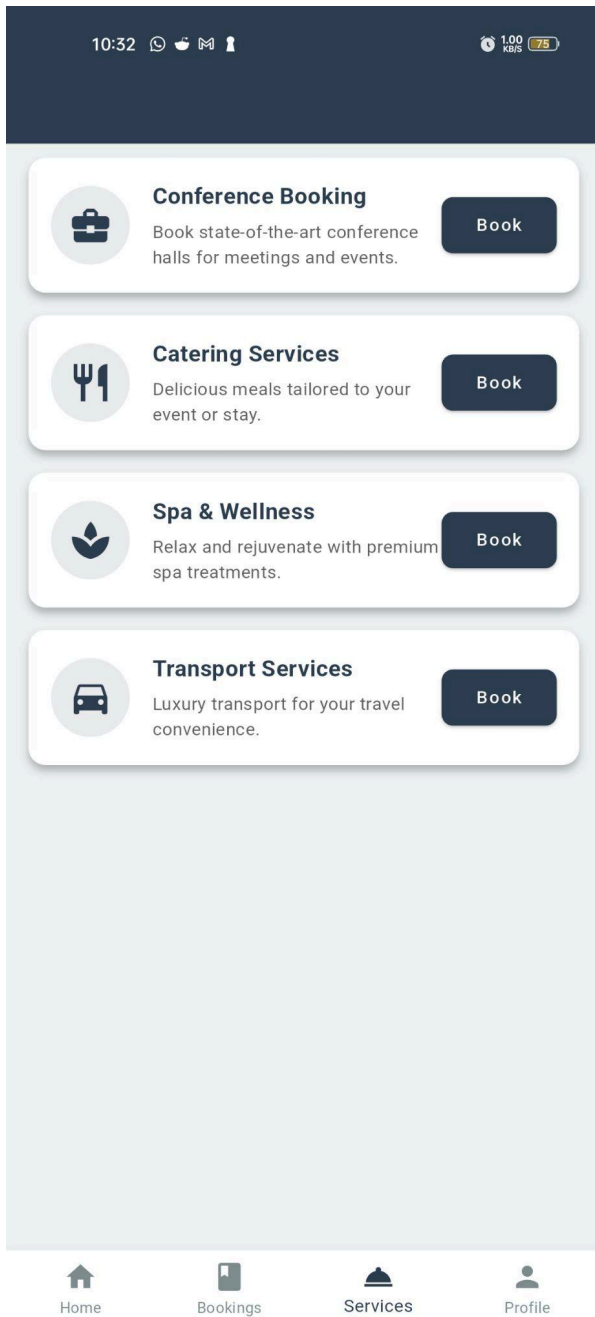 10:32
1.00
KB/S
75
Conference Booking
Book state-of-the-art conference
halls for meetings and events.
Book
Catering Services
Delicious meals tailored to your
event or stay.
Book
Spa & Wellness
Relax and rejuvenate with premium
spa treatments.
Book
Transport Services
Luxury transport for your travel
convenience.
Book
Home
Bookings
Services
Profile